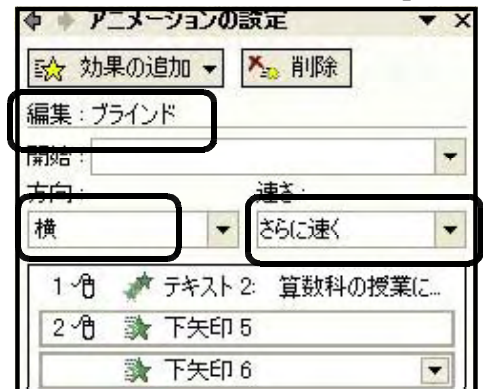 アニメーションの設定
効果の追加 削除
編集：ブラインド
開始：
方向： 速さ：
横 さらに速く
1 テキスト 2: 算数科の授業に...
2 下矢印 5
下矢印 6